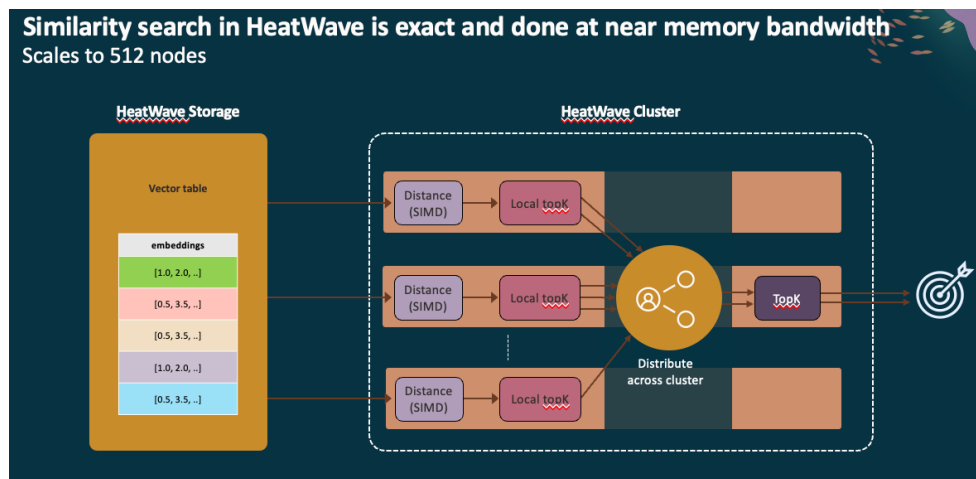 Similarity search in HeatWave is exact and done at near memory bandwidth
Scales to 512 nodes
HeatWave Storage
HeatWave Cluster
Vector table
embeddings
[1.0, 2.0, ..]
[0.5, 3.5, ..]
[0.5, 3.5, ..]
[1.0, 2.0, ..]
[0.5, 3.5, ..]
Distance
(SIMD)
Local topK
Distance
(SIMD)
Local topK
TopK
Distribute
across cluster
Distance
(SIMD)
Local topK